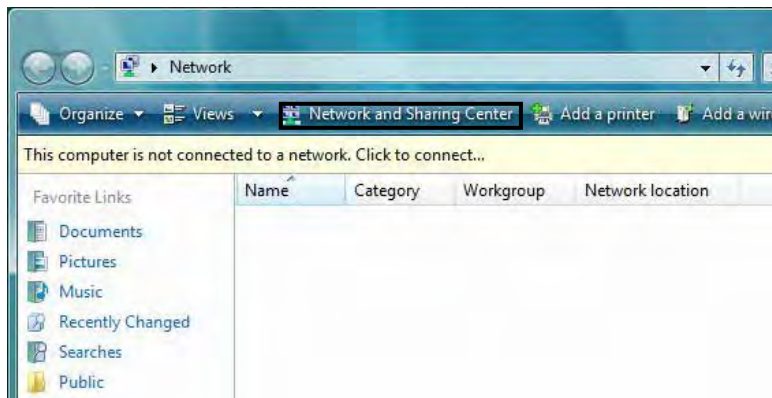 Network
Organize Views Network and Sharing Center Add a printer Add a wir
This computer is not connected to a network. Click to connect...
Favorite Links Name Category Workgroup Network location
Documents
Pictures
Music
Recently Changed
Searches
Public